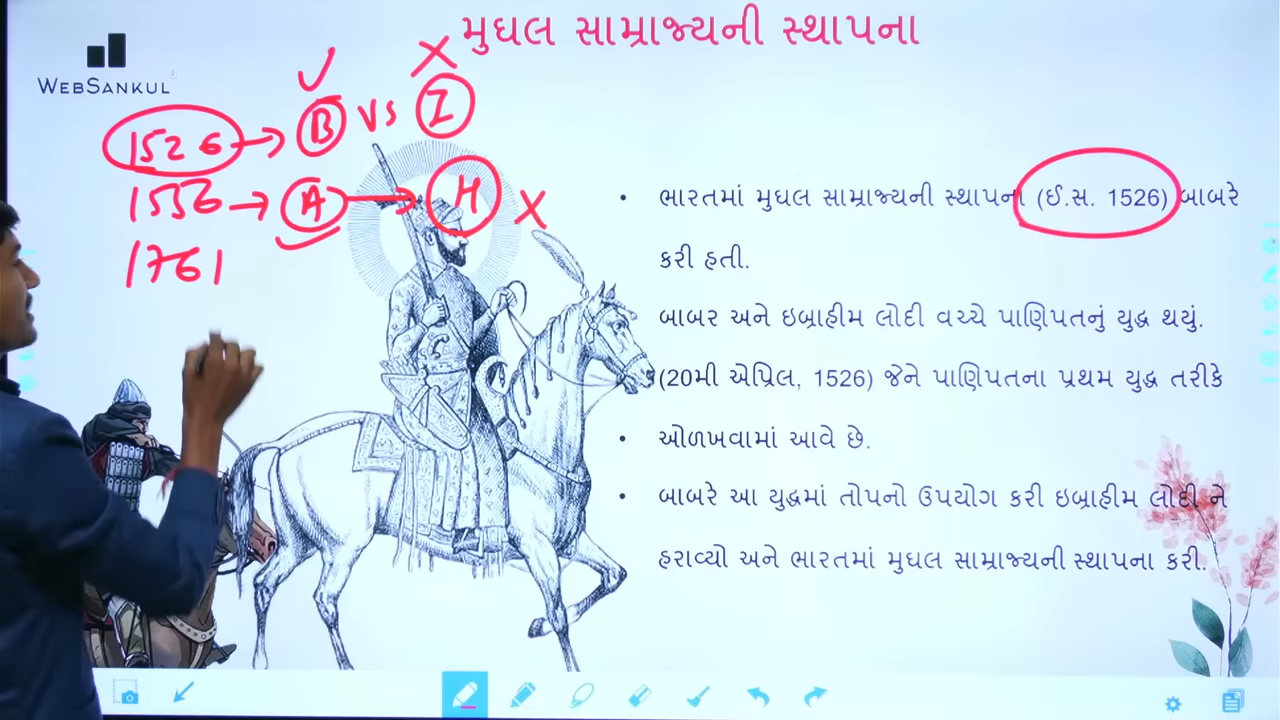 મુઘલ સામ્રાજ્યની સ્થાપના
WEBSANKUL
1526 → B vs I
1556 → A → H
1761
• ભારતમાં મુઘલ સામ્રાજ્યની સ્થાપના (ઈ.સ. 1526) બાબરે
કરી હતી.
બાબર અને ઇબ્રાહીમ લોદી વચ્ચે પાણિપતનું યુદ્ધ થયું.
(20મી એપ્રિલ, 1526) જેને પાણિપતના પ્રથમ યુદ્ધ તરીકે
• ઓળખવામાં આવે છે.
• બાબરે આ યુદ્ધમાં તોપનો ઉપયોગ કરી ઇબ્રાહીમ લોદી ને
હરાવ્યો અને ભારતમાં મુઘલ સામ્રાજ્યની સ્થાપના કરી.